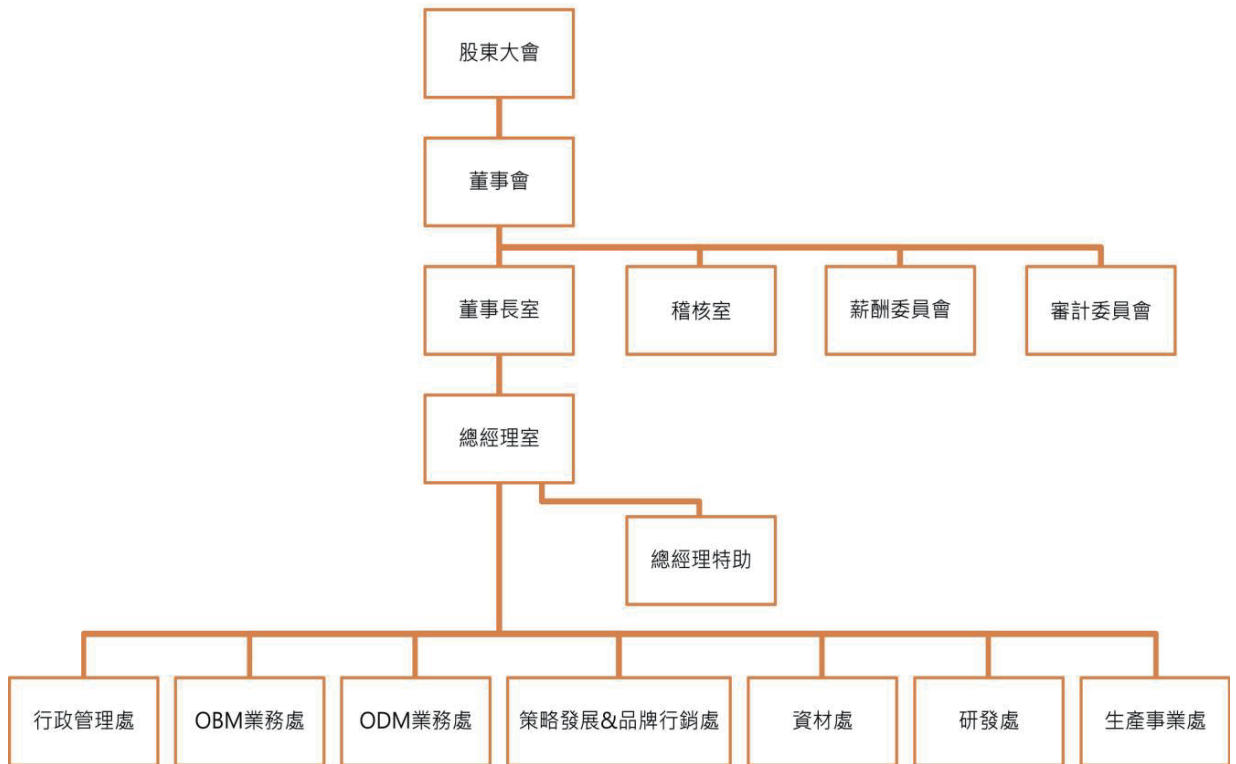 股東大會
董事會
董事長室
稽核室
薪酬委員會
審計委員會
總經理室
總經理特助
行政管理處
OBM業務處
ODM業務處
策略發展&品牌行銷處
資材處
研發處
生產事業處